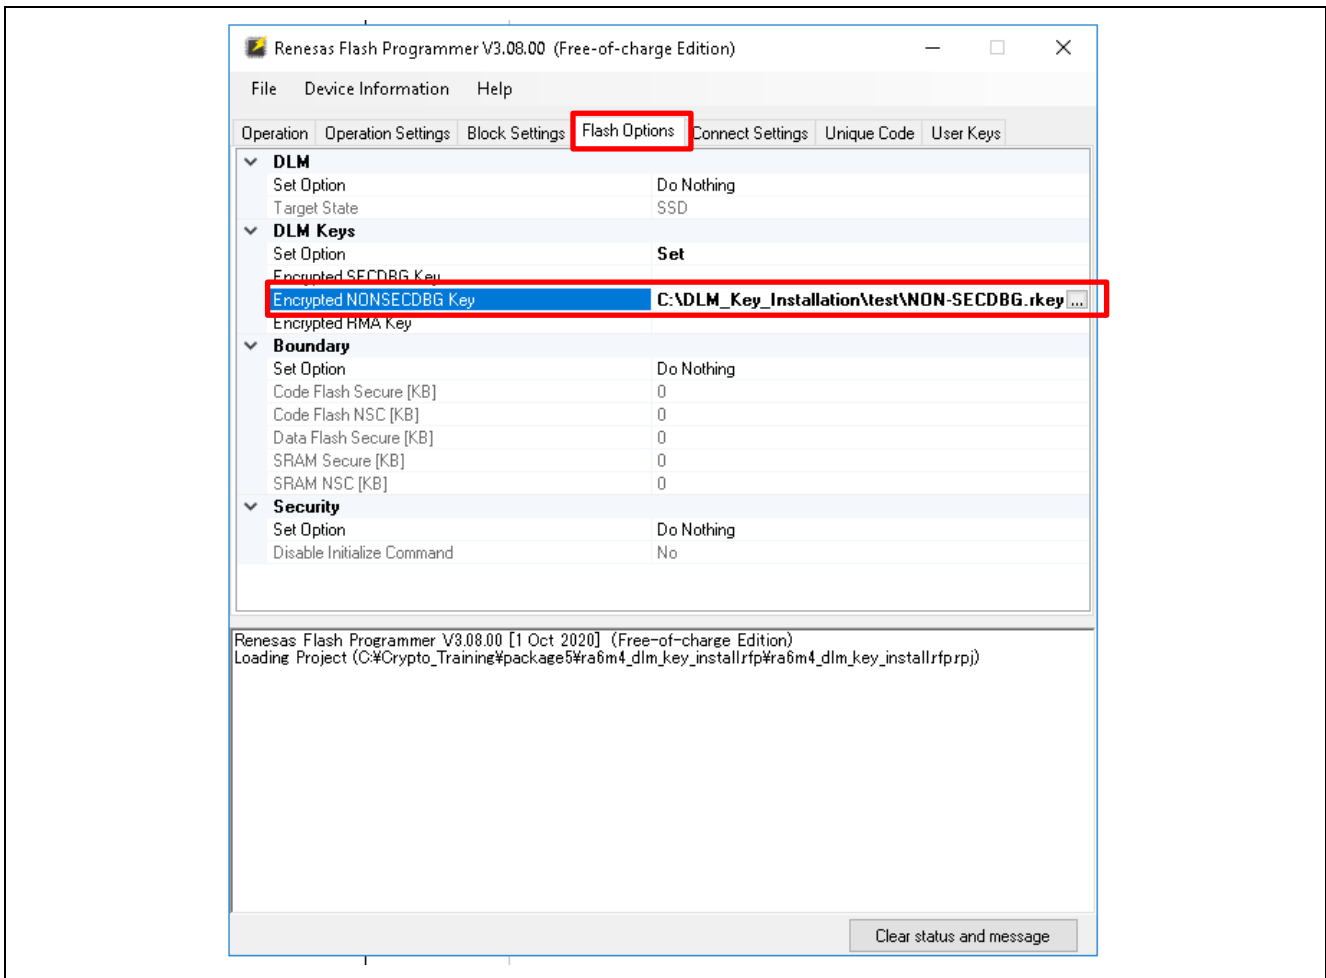 Renesas Flash Programmer V3.08.00 (Free-of-charge Edition)
File Device Information Help
Operation Operation Settings Block Settings Flash Options Connect Settings Unique Code User Keys
DLM
Set Option Do Nothing
Target State SSD
DLM Keys
Set Option Set
Encrypted SECDBG Key
Encrypted NONSECDBG Key C:\DLM_Key_Installation\test\NON-SECDBG.rkey ...
Encrypted RMA Key
Boundary
Set Option Do Nothing
Code Flash Secure [KB] 0
Code Flash NSC [KB] 0
Data Flash Secure [KB] 0
SRAM Secure [KB] 0
SRAM NSC [KB] 0
Security
Set Option Do Nothing
Disable Initialize Command No
Renesas Flash Programmer V3.08.00 [1 Oct 2020] (Free-of-charge Edition)
Loading Project (C:¥Crypto_Training¥package5¥ra6m4_dlm_key_install.rfp¥ra6m4_dlm_key_install.rfp.rpj)
Clear status and message